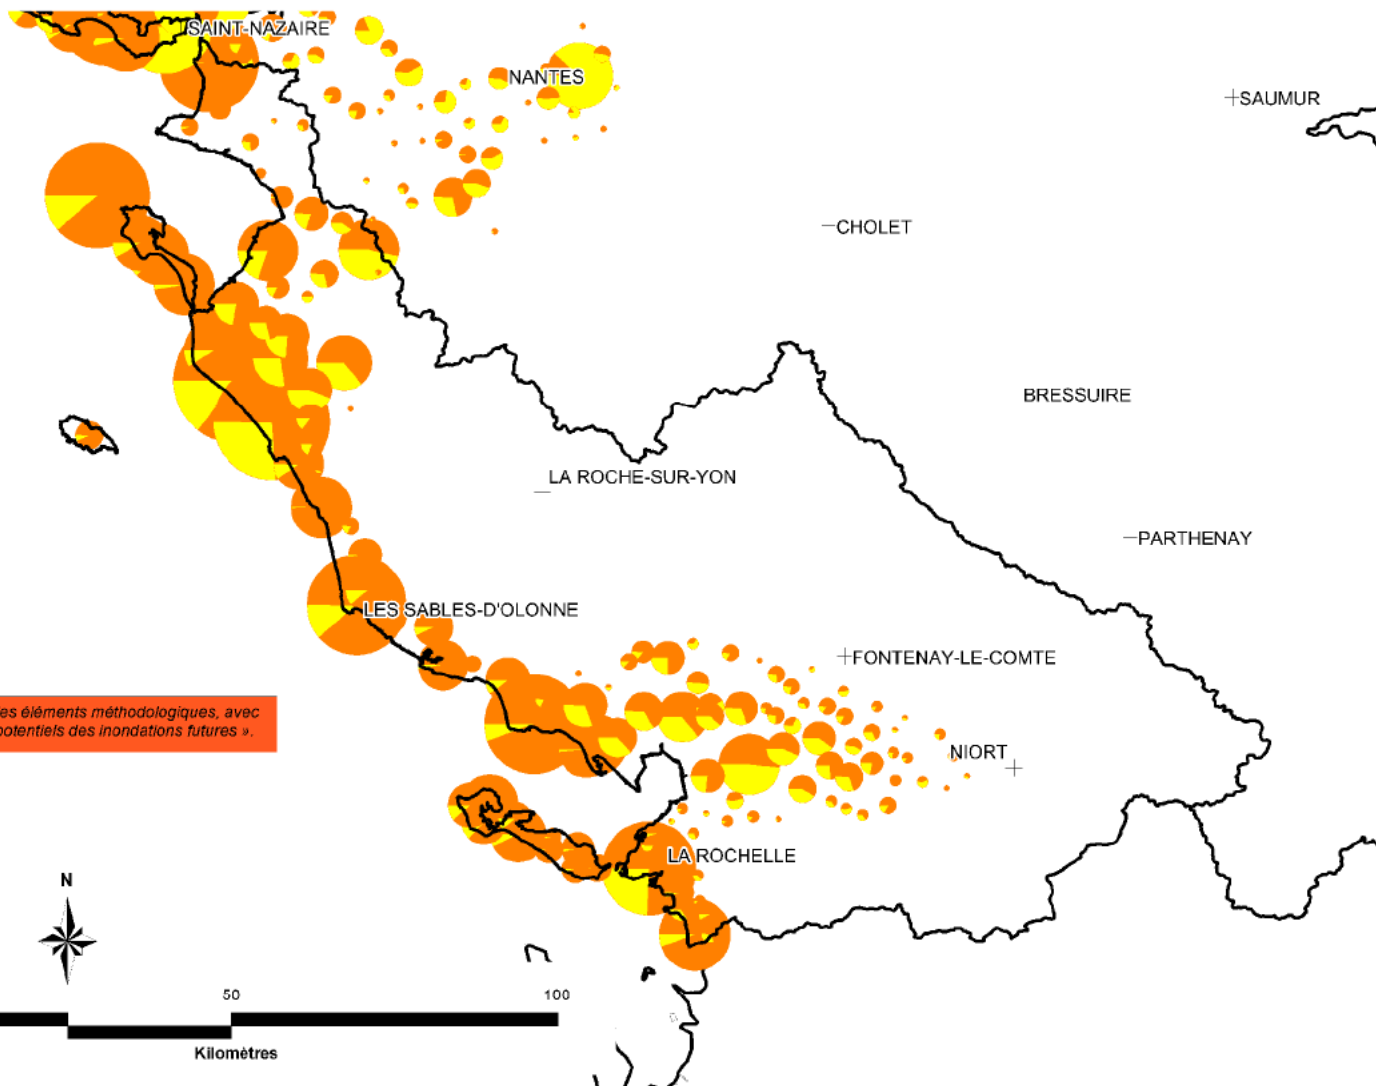 SAINT-NAZAIRE
NANTES
SAUMUR
CHOLET
BRESSUIRE
LA ROCHE-SUR-YON
PARTHENAY
LES SABLES-D'OLONNE
FONTENAY-LE-COMTE
es éléments méthodologiques, avec
potentiels des inondations futures ».
NIORT
LA ROCHELLE
N
50 100
Kilomètres